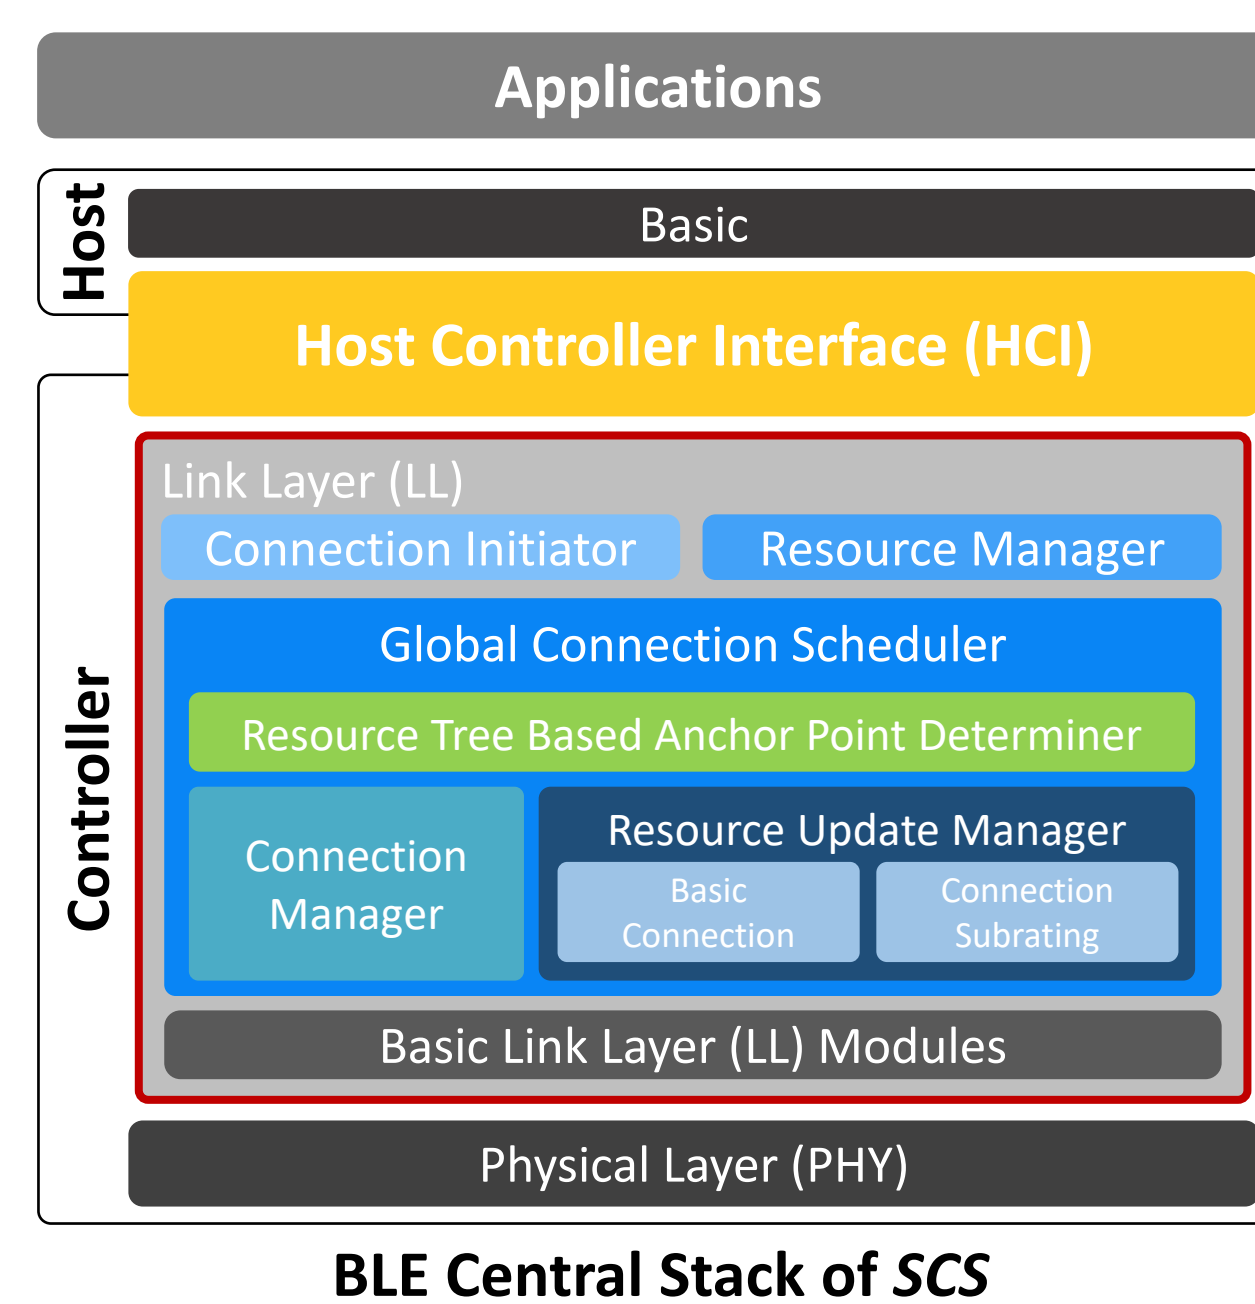 Applications
Host
Basic
Host Controller Interface (HCI)
Controller
Link Layer (LL)
Connection Initiator
Resource Manager
Global Connection Scheduler
Resource Tree Based Anchor Point Determiner
Connection
Manager
Resource Update Manager
Basic
Connection
Connection
Subrating
Basic Link Layer (LL) Modules
Physical Layer (PHY)
BLE Central Stack of SCS